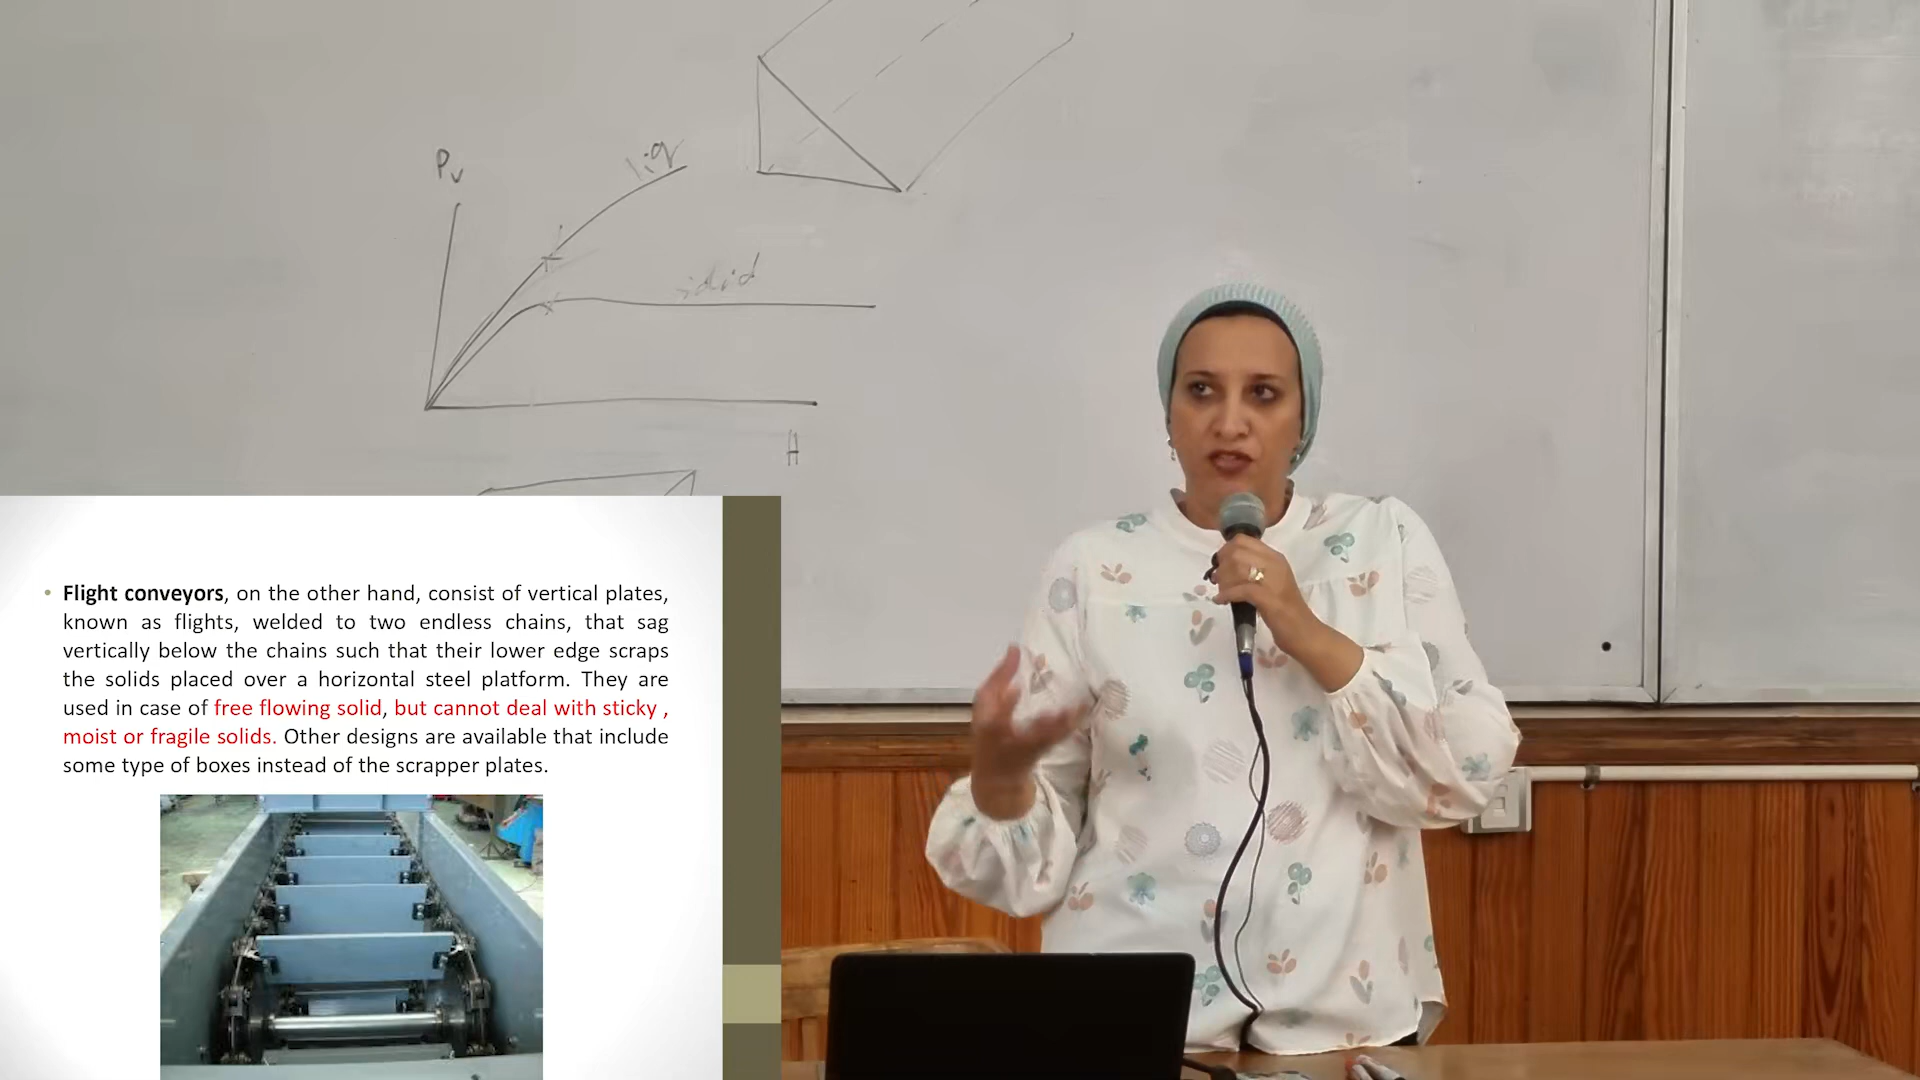 Pv
liq
solid
H
• Flight conveyors, on the other hand, consist of vertical plates,
known as flights, welded to two endless chains, that sag
vertically below the chains such that their lower edge scraps
the solids placed over a horizontal steel platform. They are
used in case of free flowing solid, but cannot deal with sticky ,
moist or fragile solids. Other designs are available that include
some type of boxes instead of the scrapper plates.